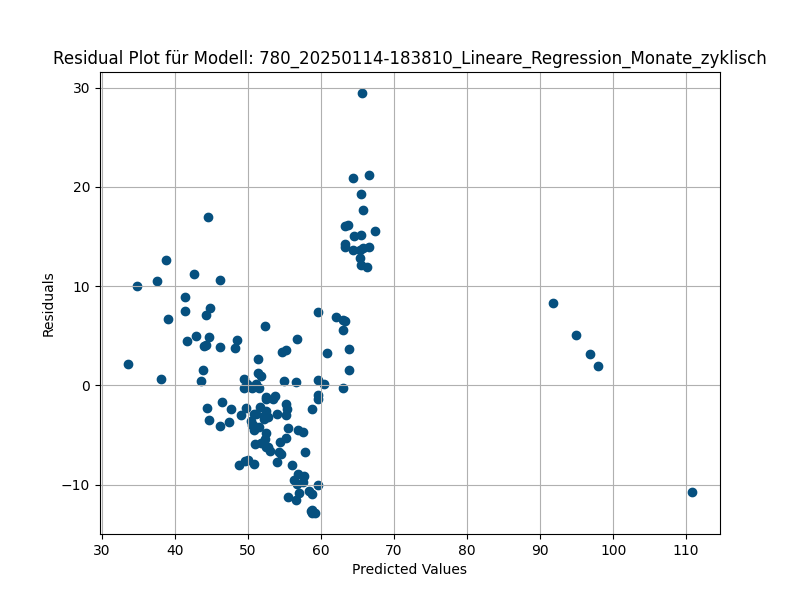 Residual Plot für Modell: 780_20250114-183810_Lineare_Regression_Monate_zyklisch
30
20
10
0
−10
Residuals
30 40 50 60 70 80 90 100 110
Predicted Values